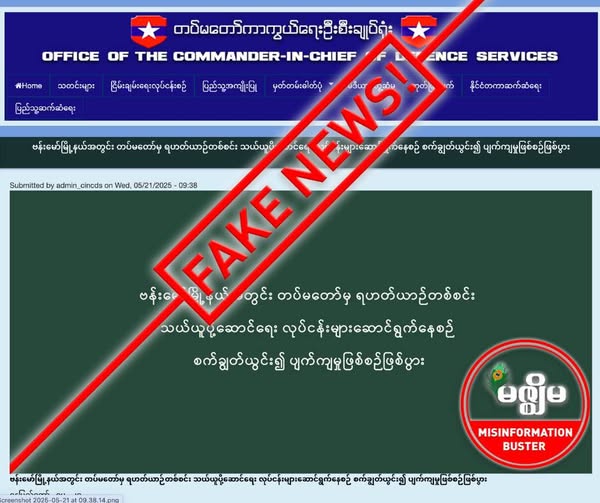 တပ်မတော်ကာကွယ်ရေးဦးစီးချုပ်ရုံး
OFFICE OF THE COMMANDER-IN-CHIEF OF DEFENCE SERVICES
Home သတင်းများ ငြိမ်းချမ်းရေးလုပ်ငန်းစဉ် ပြည်သူ့အကျိုးပြု မှတ်တမ်းဓါတ်ပုံ နိုင်ငံတကာဆက်ဆံရေး
ပြည်သူ့ဆက်ဆံရေး
ဗန်းမော်မြို့နယ်အတွင်း တပ်မတော်မှ ရဟတ်ယာဉ်တစ်စင်း သယ်ယူပို့ဆောင်ရေး လုပ်ငန်းများဆောင်ရွက်နေစဉ် စက်ချွတ်ယွင်း၍ ပျက်ကျမှုဖြစ်စဉ်ဖြစ်ပွား
Submitted by admin_cincds on Wed, 05/21/2025 - 09:38
FAKE NEWS!
ဗန်းမော်မြို့နယ်အတွင်း တပ်မတော်မှ ရဟတ်ယာဉ်တစ်စင်း
သယ်ယူပို့ဆောင်ရေး လုပ်ငန်းများဆောင်ရွက်နေစဉ်
စက်ချွတ်ယွင်း၍ ပျက်ကျမှုဖြစ်စဉ်ဖြစ်ပွား
မဇ္ဈိမ
MISINFORMATION
BUSTER
ဗန်းမော်မြို့နယ်အတွင်း တပ်မတော်မှ ရဟတ်ယာဉ်တစ်စင်း သယ်ယူပို့ဆောင်ရေး လုပ်ငန်းများဆောင်ရွက်နေစဉ် စက်ချွတ်ယွင်း၍ ပျက်ကျမှုဖြစ်စဉ်ဖြစ်ပွား
Screenshot 2025-05-21 at 09.38.14.png